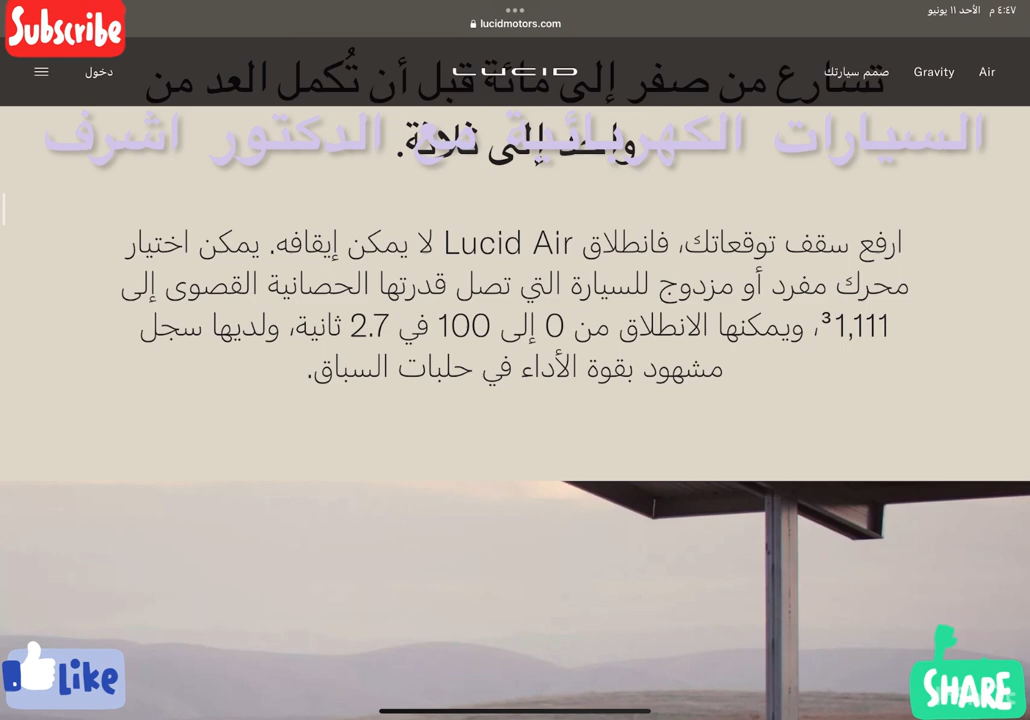 Subscribe
٤:٤٧ م الأحد ١١ يونيو
lucidmotors.com
Air
Gravity
صمم سيارتك
LUCID
دخول
تسارع من صفر إلى مائة قبل أن تُكمل العد من
واحد إلى ثلاثة.
السيارات الكهربائية مع الدكتور اشرف
ارفع سقف توقعاتك، فانطلاق Lucid Air لا يمكن إيقافه. يمكن اختيار
محرك مفرد أو مزدوج للسيارة التي تصل قدرتها الحصانية القصوى إلى
1,111³، ويمكنها الانطلاق من 0 إلى 100 في 2.7 ثانية، ولديها سجل
مشهود بقوة الأداء في حلبات السباق.
Like
SHARE